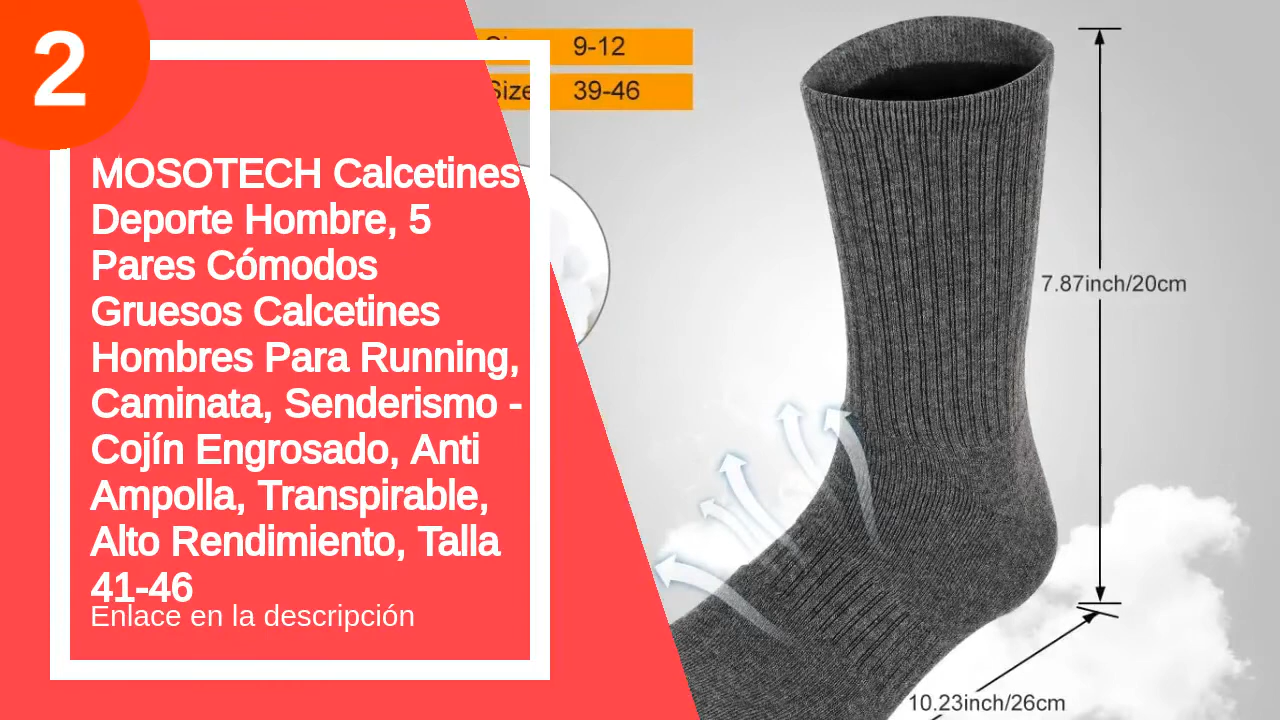 2
9-12
Size 39-46
MOSOTECH Calcetines
Deporte Hombre, 5
Pares Cómodos
Gruesos Calcetines
Hombres Para Running,
Caminata, Senderismo -
Cojín Engrosado, Anti
Ampolla, Transpirable,
Alto Rendimiento, Talla
41-46
Enlace en la descripción
7.87inch/20cm
10.23inch/26cm